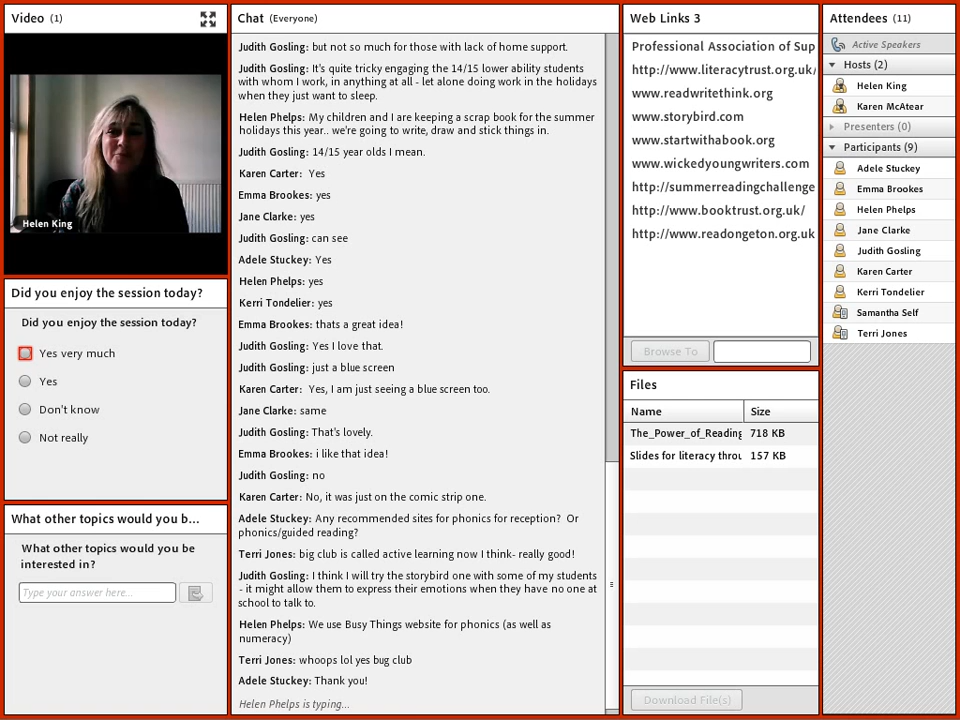 Video (1)
Helen King
Did you enjoy the session today?
Did you enjoy the session today?
Yes very much
Yes
Don't know
Not really
What other topics would you b...
What other topics would you be
interested in?
Type your answer here...
Chat (Everyone)
Judith Gosling: but not so much for those with lack of home support.
Judith Gosling: It's quite tricky engaging the 14/15 lower ability students
with whom I work, in anything at all - let alone doing work in the holidays
when they just want to sleep.
Helen Phelps: My children and I are keeping a scrap book for the summer
holidays this year.. we're going to write, draw and stick things in.
Judith Gosling: 14/15 year olds I mean.
Karen Carter: Yes
Emma Brookes: yes
Jane Clarke: yes
Judith Gosling: can see
Adele Stuckey: Yes
Helen Phelps: yes
Kerri Tondelier: yes
Emma Brookes: thats a great idea!
Judith Gosling: Yes I love that.
Judith Gosling: just a blue screen
Karen Carter: Yes, I am just seeing a blue screen too.
Jane Clarke: same
Judith Gosling: That's lovely.
Emma Brookes: i like that idea!
Judith Gosling: no
Karen Carter: No, it was just on the comic strip one.
Adele Stuckey: Any recommended sites for phonics for reception? Or
phonics/guided reading?
Terri Jones: big club is called active learning now I think- really good!
Judith Gosling: I think I will try the storybird one with some of my students
- it might allow them to express their emotions when they have no one at
school to talk to.
Helen Phelps: We use Busy Things website for phonics (as well as
numeracy)
Terri Jones: whoops lol yes bug club
Adele Stuckey: Thank you!
Helen Phelps is typing...
Web Links 3
Professional Association of Sup
http://www.literacytrust.org.uk/
www.readwritethink.org
www.storybird.com
www.startwithabook.org
www.wickedyoungwriters.com
http://summerreadingchallenge
http://www.booktrust.org.uk/
http://www.readongeton.org.uk
Browse To
Files
Name Size
The_Power_of_Reading 718 KB
Slides for literacy throu 157 KB
Download File(s)
Attendees (11)
Active Speakers
Hosts (2)
Helen King
Karen McAtear
Presenters (0)
Participants (9)
Adele Stuckey
Emma Brookes
Helen Phelps
Jane Clarke
Judith Gosling
Karen Carter
Kerri Tondelier
Samantha Self
Terri Jones